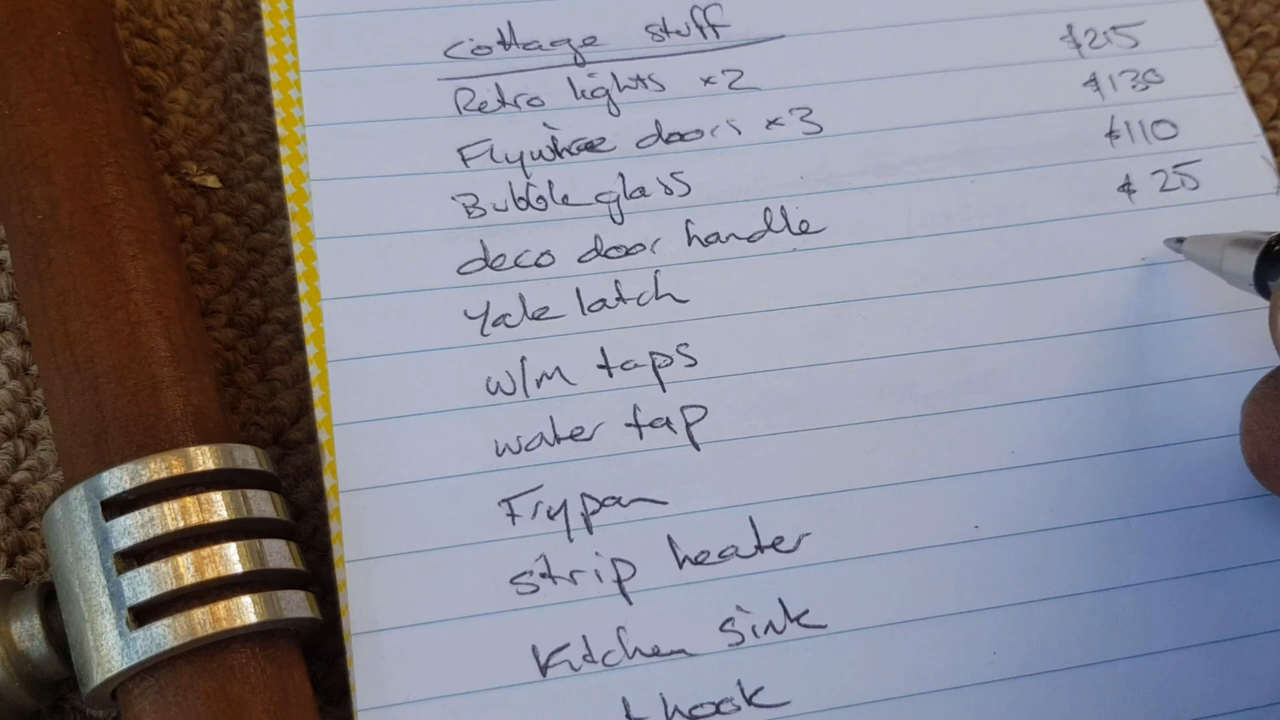 Cottage stuff
Retro lights x2 $215
Flywire doors x3 $130
Bubble glass $110
deco door handle $25
Yale latch
w/m taps
water tap
Frypan
strip heater
Kitchen sink
hook